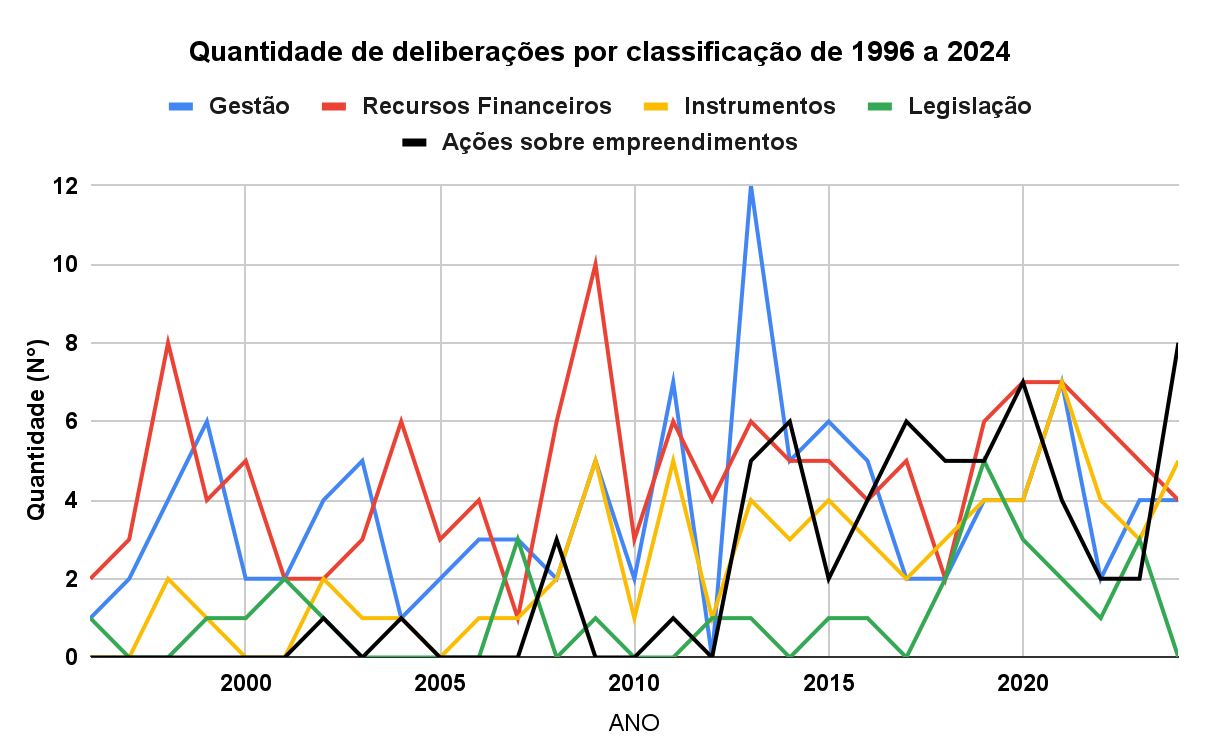 Quantidade de deliberações por classificação de 1996 a 2024
Gestão Recursos Financeiros Instrumentos Legislação
Ações sobre empreendimentos
Quantidade (N°)
12
10
8
6
4
2
0
2000 2005 2010 2015 2020
ANO